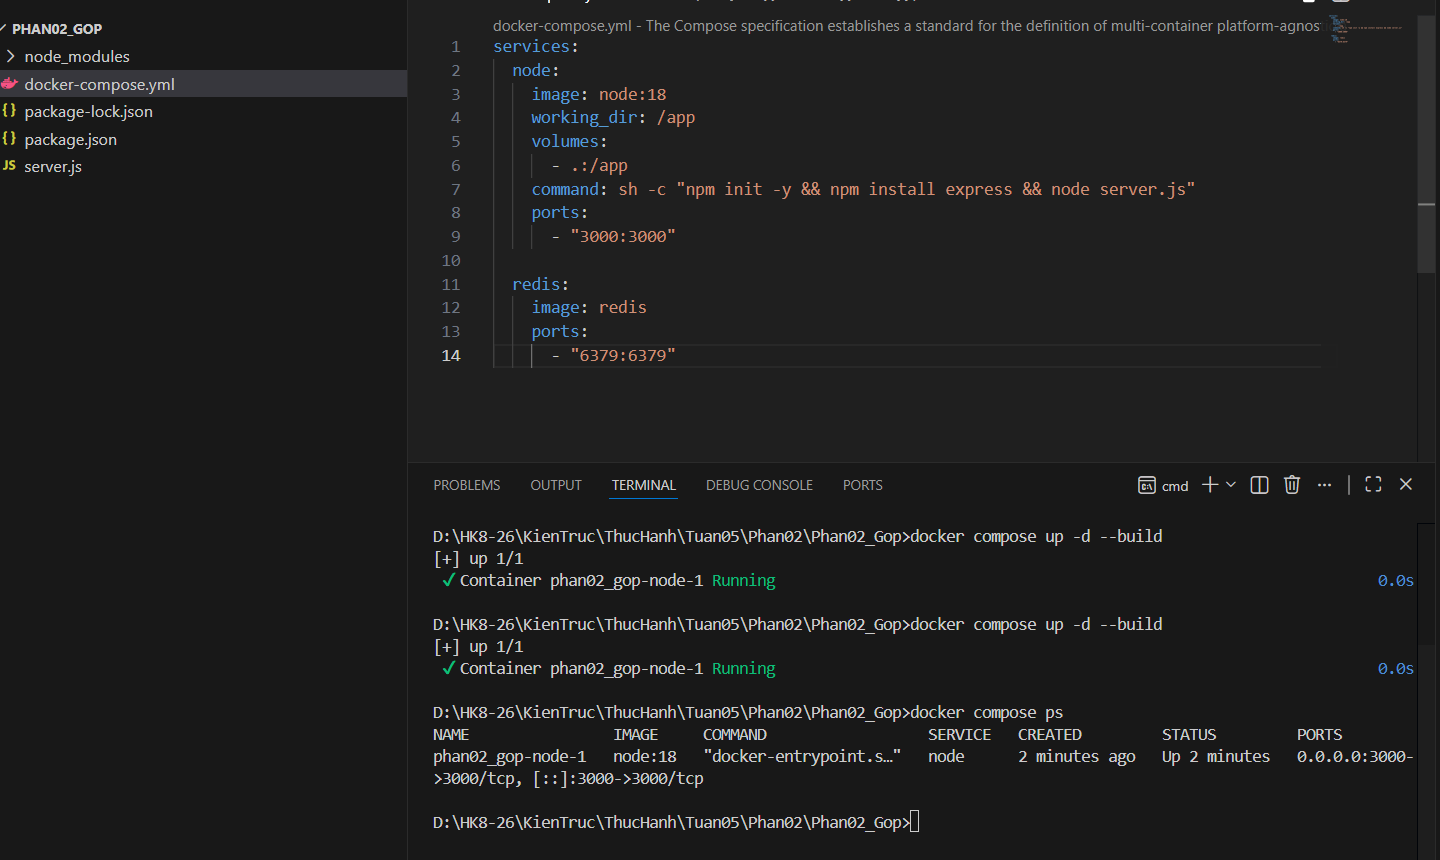 PHAN02_GOP
node_modules
docker-compose.yml
package-lock.json
package.json
JS server.js
docker-compose.yml - The Compose specification establishes a standard for the definition of multi-container platform-agnos
1 services:
2 node:
3 image: node:18
4 working_dir: /app
5 volumes:
6 - .:/app
7 command: sh -c "npm init -y && npm install express && node server.js"
8 ports:
9 - "3000:3000"
10
11 redis:
12 image: redis
13 ports:
14 - "6379:6379"
PROBLEMS OUTPUT TERMINAL DEBUG CONSOLE PORTS cmd
D:\HK8-26\KienTruc\ThucHanh\Tuan05\Phan02\Phan02_Gop>docker compose up -d --build
[+] up 1/1
✓ Container phan02_gop-node-1 Running 0.0s
D:\HK8-26\KienTruc\ThucHanh\Tuan05\Phan02\Phan02_Gop>docker compose up -d --build
[+] up 1/1
✓ Container phan02_gop-node-1 Running 0.0s
D:\HK8-26\KienTruc\ThucHanh\Tuan05\Phan02\Phan02_Gop>docker compose ps
NAME IMAGE COMMAND SERVICE CREATED STATUS PORTS
phan02_gop-node-1 node:18 "docker-entrypoint.s…" node 2 minutes ago Up 2 minutes 0.0.0.0:3000-
>3000/tcp, [::]:3000->3000/tcp
D:\HK8-26\KienTruc\ThucHanh\Tuan05\Phan02\Phan02_Gop>